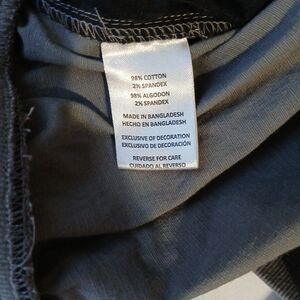 98% COTTON
2% SPANDEX
98% ALGODON
2% SPANDEX
MADE IN BANGLADESH
HECHO EN BANGLADESH
EXCLUSIVE OF DECORATION
EXCLUSIVO DE DECORACIÓN
REVERSE FOR CARE
CUIDADO AL REVERSO